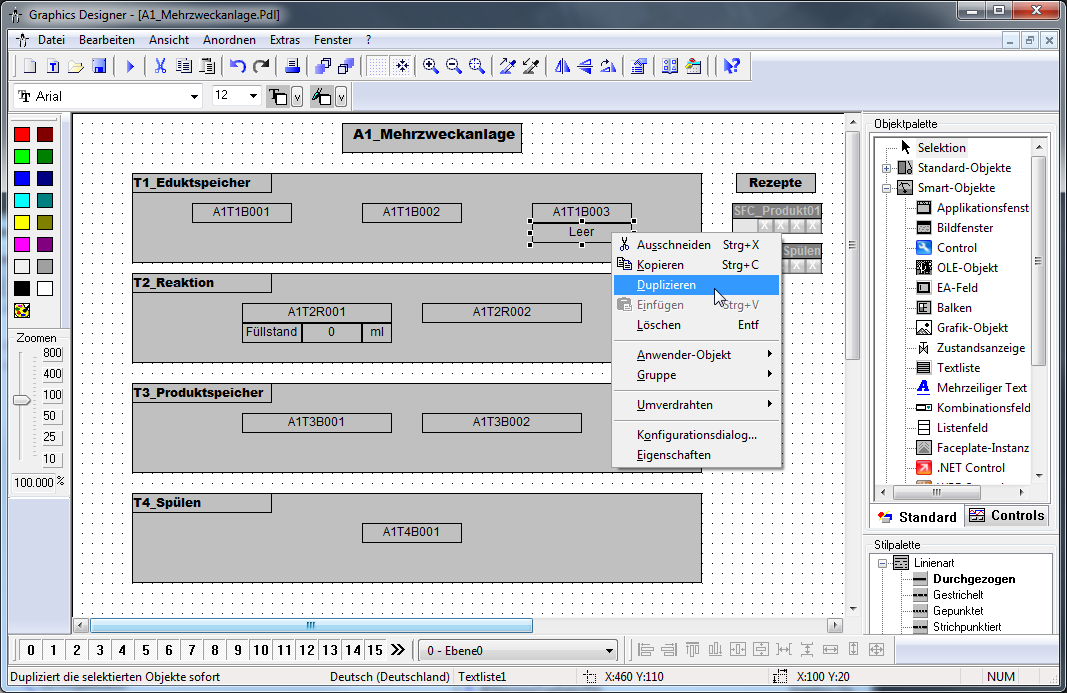 Graphics Designer - [A1_Mehrzweckanlage.Pdl]
Datei Bearbeiten Ansicht Anordnen Extras Fenster ?
Arial 12
Zoomen
800
400
100
50
25
10
100.000 %
A1_Mehrzweckanlage
T1_Eduktspeicher
A1T1B001 A1T1B002 A1T1B003
Leer
Rezepte
SFC_Produkt01
X X X X
Spulen
X X
T2_Reaktion
A1T2R001 A1T2R002
Füllstand 0 ml
T3_Produktspeicher
A1T3B001 A1T3B002
T4_Spülen
A1T4B001
Ausschneiden Strg+X
Kopieren Strg+C
Duplizieren
Einfügen Strg+V
Löschen Entf
Anwender-Objekt
Gruppe
Umverdrahten
Konfigurationsdialog...
Eigenschaften
Objektpalette
Selektion
Standard-Objekte
Smart-Objekte
Applikationsfenst
Bildfenster
Control
OLE-Objekt
EA-Feld
Balken
Grafik-Objekt
Zustandsanzeige
Textliste
Mehrzeiliger Text
Kombinationsfeld
Listenfeld
Faceplate-Instanz
.NET Control
Standard Controls
Stilpalette
Linienart
Durchgezogen
Gestrichelt
Gepunktet
Strichpunktiert
0 1 2 3 4 5 6 7 8 9 10 11 12 13 14 15 0 - Ebene0
Dupliziert die selektierten Objekte sofort Deutsch (Deutschland) Textliste1 X:460 Y:110 X:100 Y:20 NUM